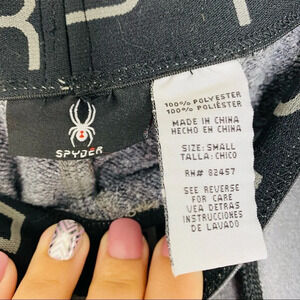 SPYDER
100% POLYESTER
100% POLIÉSTER
MADE IN CHINA
HECHO EN CHINA
SIZE: SMALL
TALLA: CHICO
RN# 82457
SEE REVERSE
FOR CARE
VEA DETRAS
INSTRUCCIONES
DE LAVADO